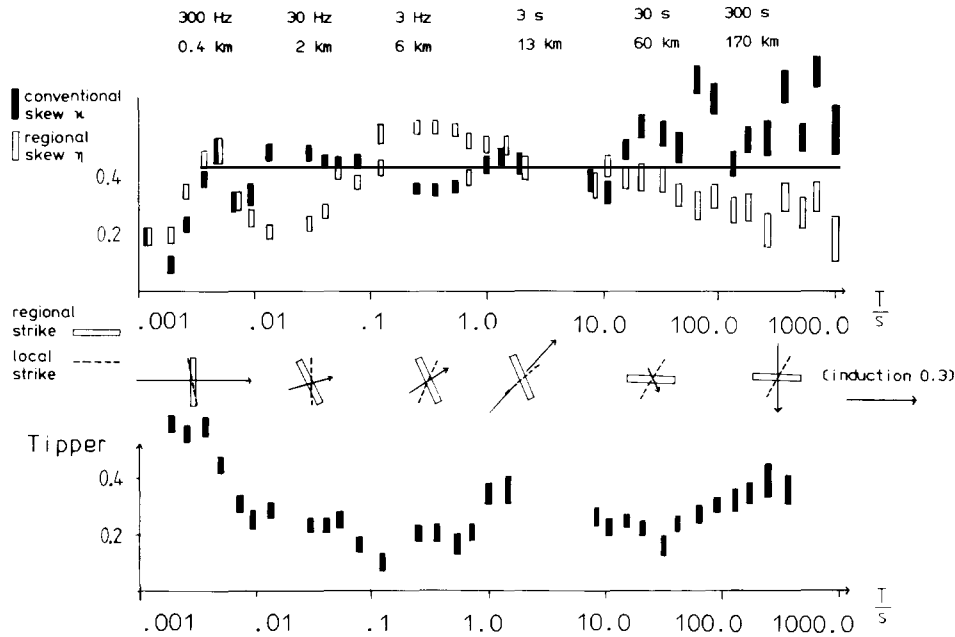 300 Hz 30 Hz 3 Hz 3 s 30 s 300 s
0.4 km 2 km 6 km 13 km 60 km 170 km
conventional
skew ϰ
regional
skew η
0.4
0.2
.001 .01 .1 1.0 10.0 100.0 1000.0 T/s
regional
strike
local
strike
(induction 0.3)
Tipper
0.4
0.2
.001 .01 .1 1.0 10.0 100.0 1000.0 T/s